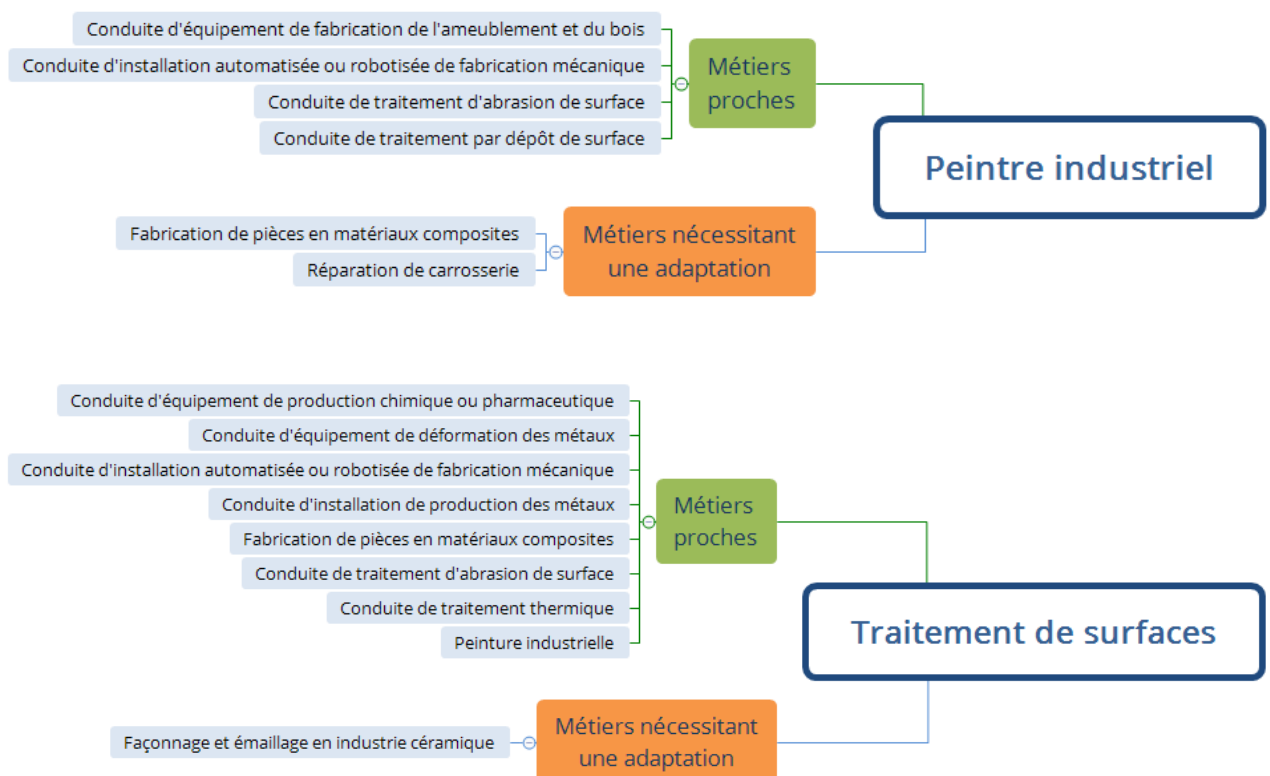 Conduite d'équipement de fabrication de l'ameublement et du bois
Conduite d'installation automatisée ou robotisée de fabrication mécanique
Conduite de traitement d'abrasion de surface
Conduite de traitement par dépôt de surface
Métiers
proches
Peintre industriel
Fabrication de pièces en matériaux composites
Réparation de carrosserie
Métiers nécessitant
une adaptation
Conduite d'équipement de production chimique ou pharmaceutique
Conduite d'équipement de déformation des métaux
Conduite d'installation automatisée ou robotisée de fabrication mécanique
Conduite d'installation de production des métaux
Fabrication de pièces en matériaux composites
Conduite de traitement d'abrasion de surface
Conduite de traitement thermique
Peinture industrielle
Métiers
proches
Traitement de surfaces
Façonnage et émaillage en industrie céramique
Métiers nécessitant
une adaptation